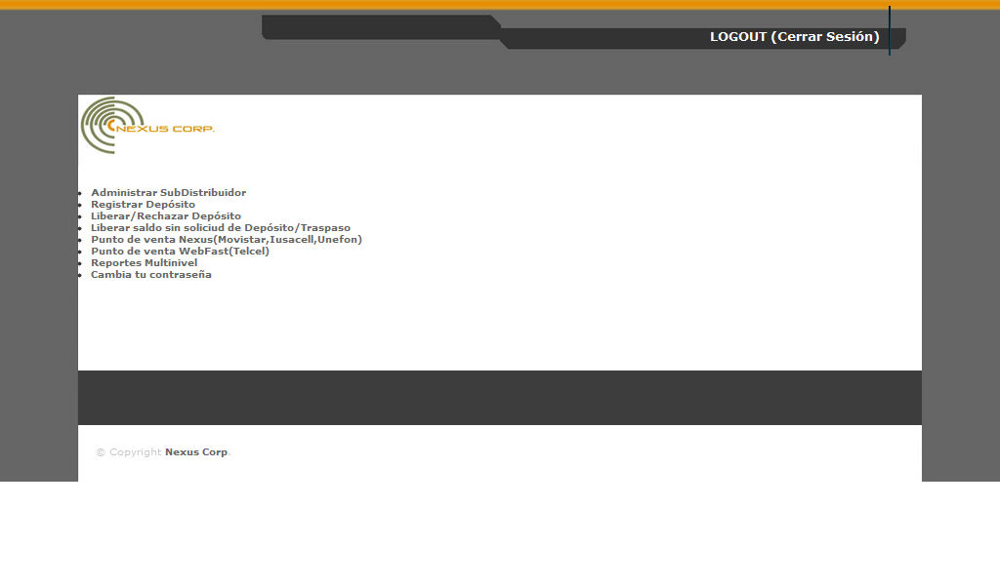 LOGOUT (Cerrar Sesión)
NEXUS CORP.
Administrar SubDistribuidor
Registrar Depósito
Liberar/Rechazar Depósito
Liberar saldo sin soliciud de Depósito/Traspaso
Punto de venta Nexus(Movistar,Iusacell,Unefon)
Punto de venta WebFast(Telcel)
Reportes Multinivel
Cambia tu contraseña
© Copyright Nexus Corp.